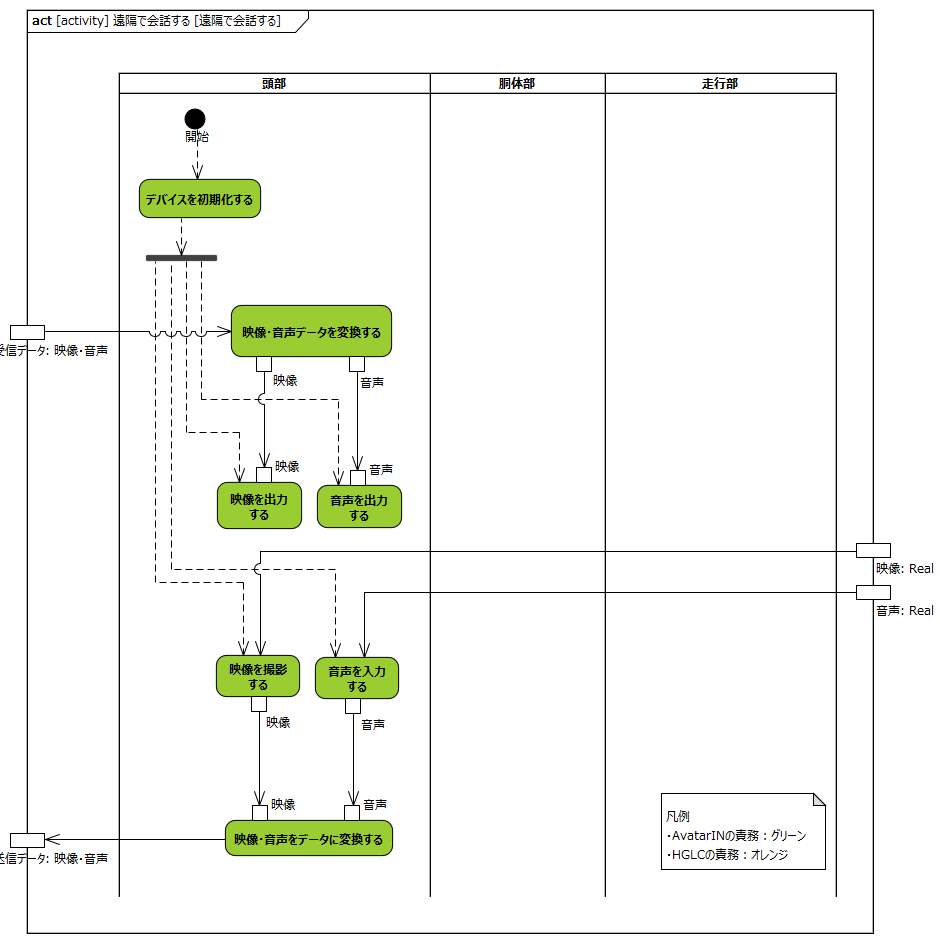 act [activity] 遠隔で会話する [遠隔で会話する]
頭部
胴体部
走行部
開始
デバイスを初期化する
映像・音声データを変換する
信データ: 映像・音声
映像
音声
映像
音声
映像を出力
する
音声を出力
する
映像: Real
音声: Real
映像を撮影
する
音声を入力
する
映像
音声
映像
音声
映像・音声をデータに変換する
信データ: 映像・音声
凡例
・AvatarINの責務：グリーン
・HGLCの責務：オレンジ